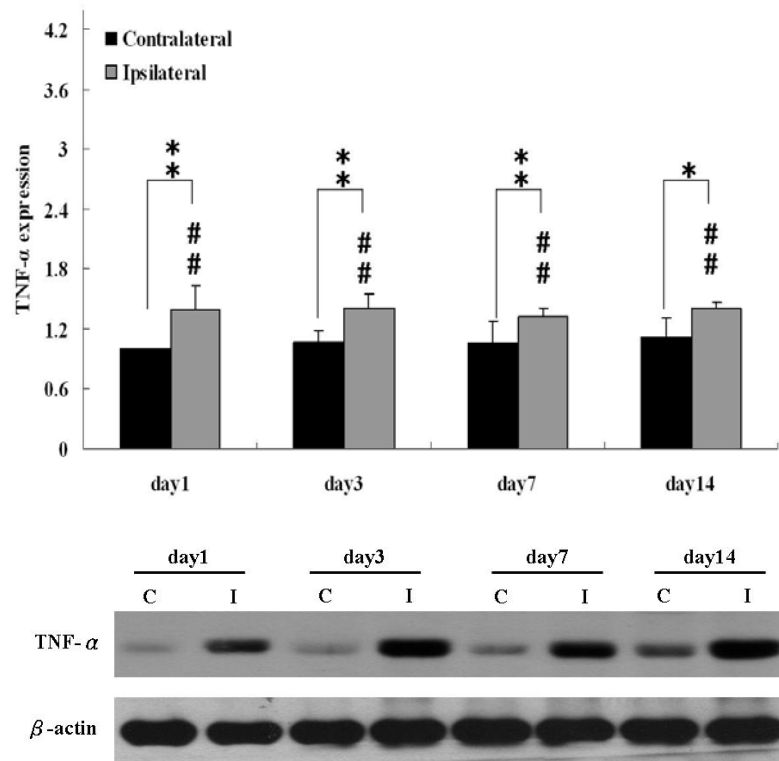 4.2
3.6
3
2.4
1.8
1.2
0.6
0
TNF-α expression
Contralateral
Ipsilateral
* * * * * * *
# # # # # # # #
day1 day3 day7 day14
day1 day3 day7 day14
C I C I C I C I
TNF-α
β-actin